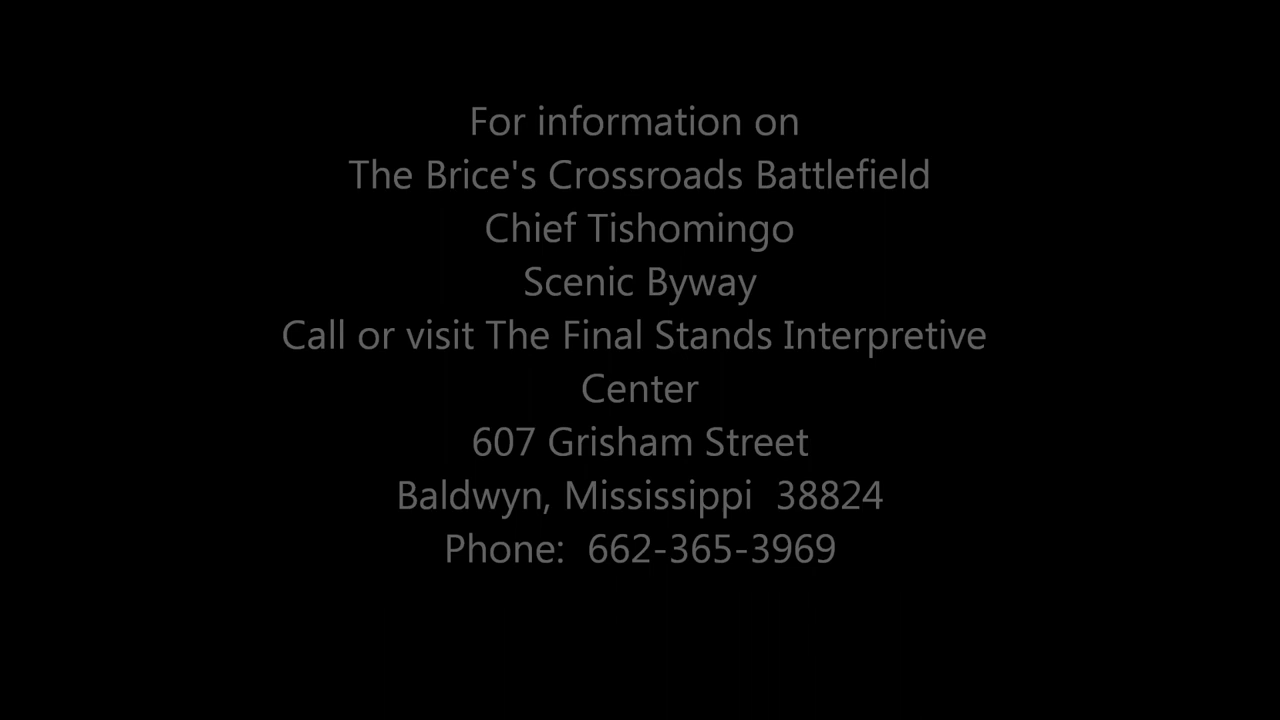 For information on
The Brice's Crossroads Battlefield
Chief Tishomingo
Scenic Byway
Call or visit The Final Stands Interpretive
Center
607 Grisham Street
Baldwyn, Mississippi  38824
Phone:  662-365-3969